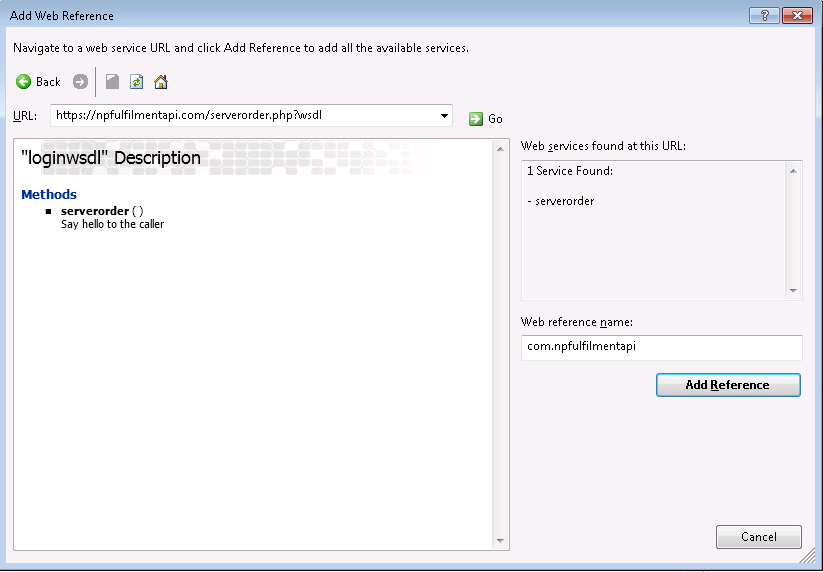 Add Web Reference
Navigate to a web service URL and click Add Reference to add all the available services.
Back
URL: https://npfulfilmentapi.com/serverorder.php?wsdl Go
"loginwsdl" Description
Methods
serverorder ( )
Say hello to the caller
Web services found at this URL:
1 Service Found:
- serverorder
Web reference name:
com.npfulfilmentapi
Add Reference
Cancel